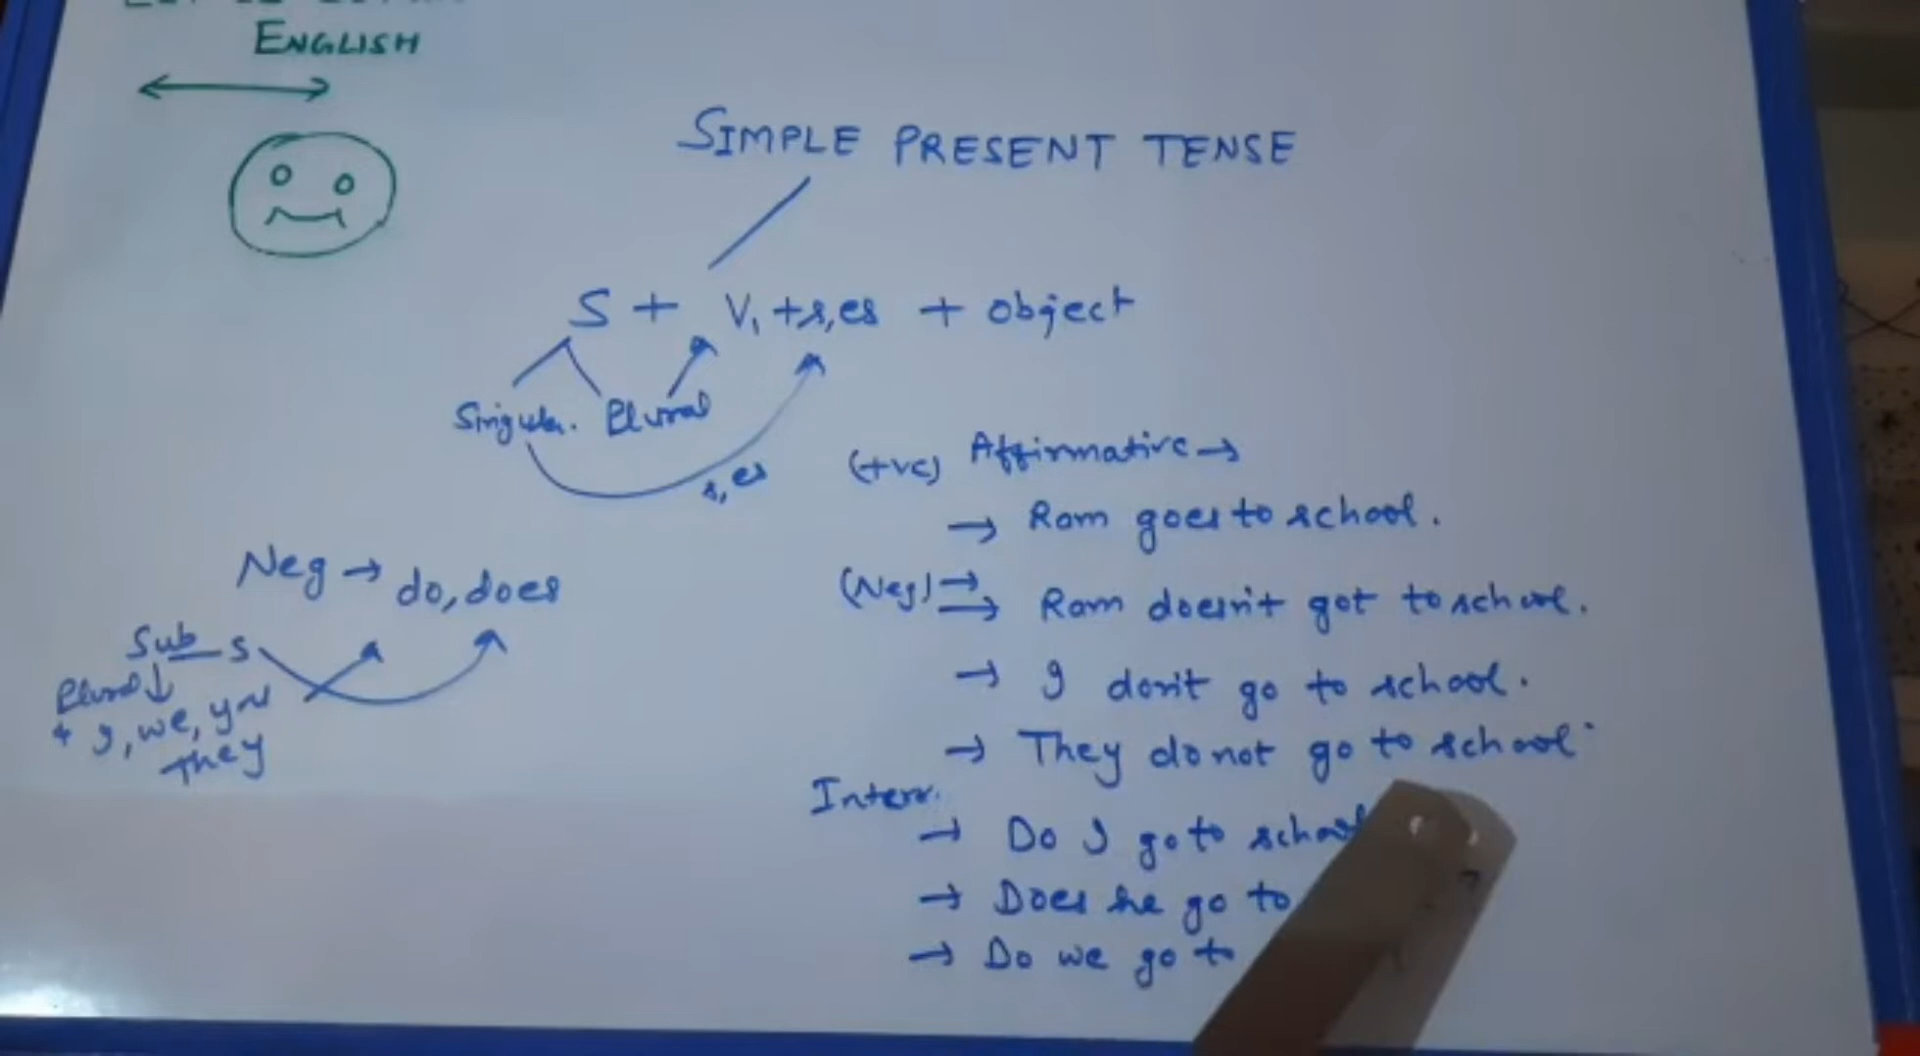 ENGLISH
SIMPLE PRESENT TENSE
S + V1 +s,es + object
Singular. Plural
s, es
(+ve) Affirmative →
→ Ram goes to school.
Neg → do, does
(Neg) →
→ Ram doesn't got to school.
Sub S
Plural ↓
→ I don't go to school.
+ I, we, you
They
→ They do not go to school.
Interr.
→ Do I go to school
→ Does he go to
→ Do we go to